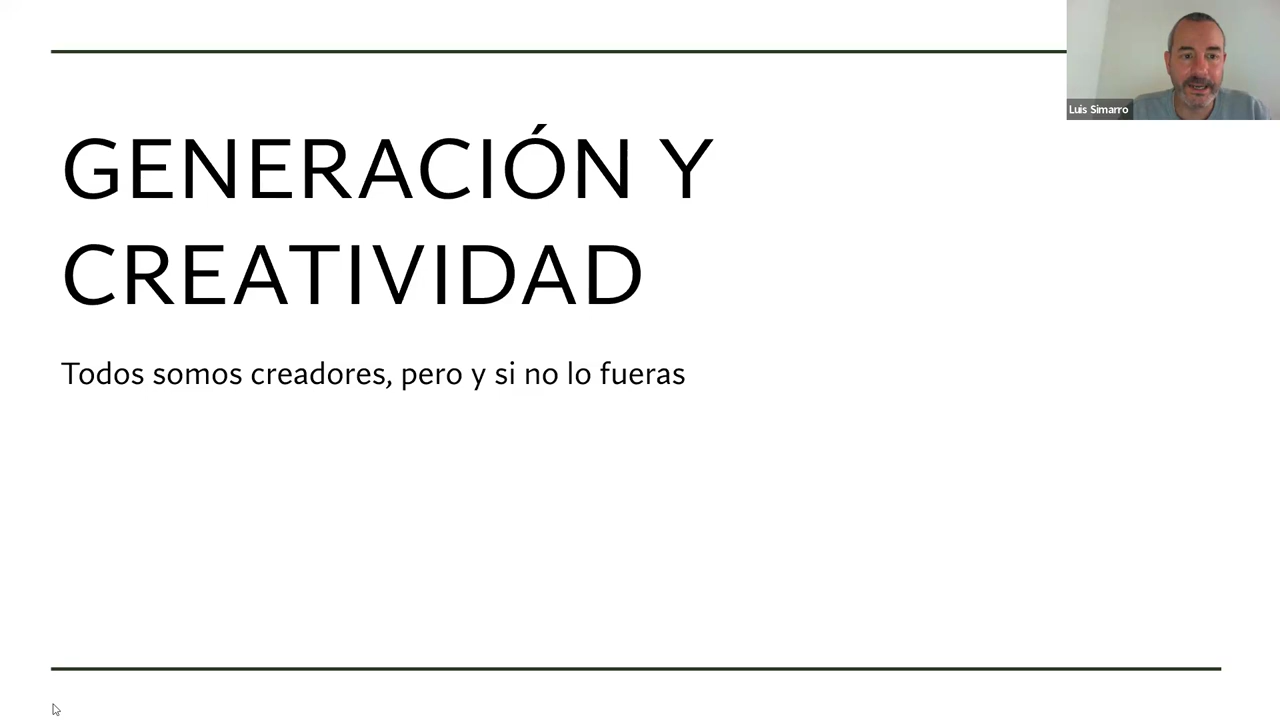 GENERACIÓN Y
CREATIVIDAD
Todos somos creadores, pero y si no lo fueras
Luis Simarro